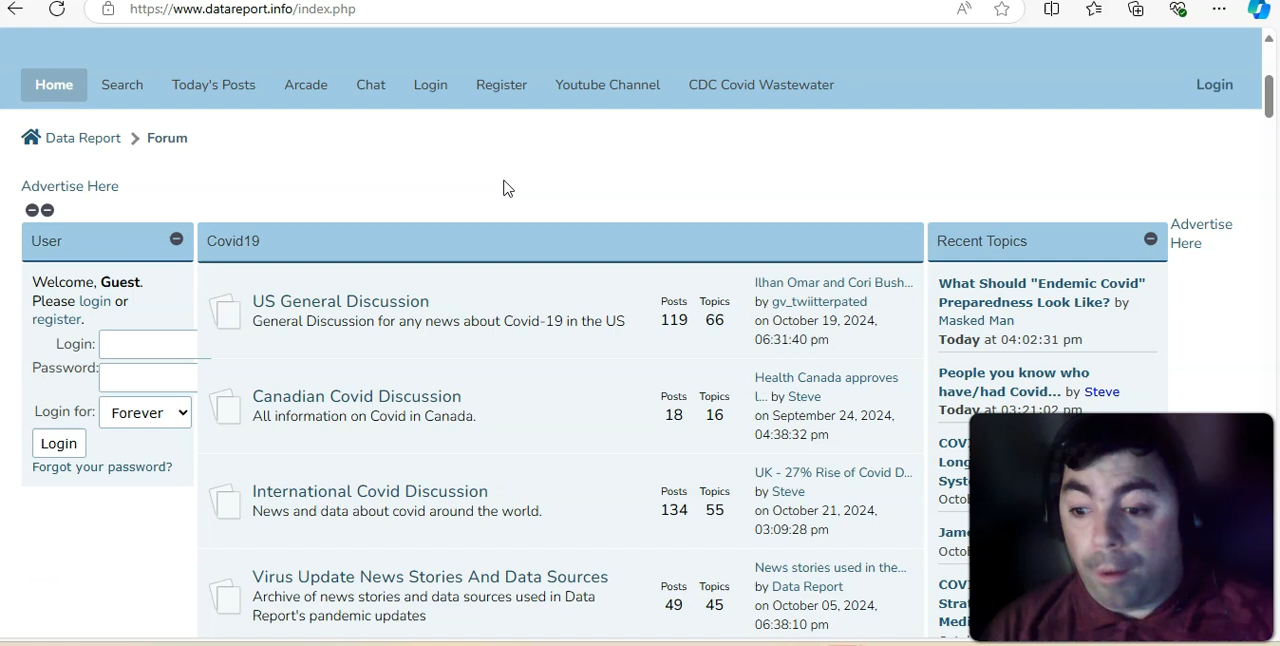 https://www.datareport.info/index.php
Home Search Today's Posts Arcade Chat Login Register Youtube Channel CDC Covid Wastewater Login
Data Report Forum
Advertise Here
User
Welcome, Guest.
Please login or
register.
Login:
Password:
Login for: Forever
Login
Forgot your password?
Covid19
US General Discussion
General Discussion for any news about Covid-19 in the US
Posts Topics
119 66
Ilhan Omar and Cori Bush...
by gv_twiitterpated
on October 19, 2024,
06:31:40 pm
Canadian Covid Discussion
All information on Covid in Canada.
Posts Topics
18 16
Health Canada approves
l... by Steve
on September 24, 2024,
04:38:32 pm
International Covid Discussion
News and data about covid around the world.
Posts Topics
134 55
UK - 27% Rise of Covid D...
by Steve
on October 21, 2024,
03:09:28 pm
Virus Update News Stories And Data Sources
Archive of news stories and data sources used in Data
Report's pandemic updates
Posts Topics
49 45
News stories used in the...
by Data Report
on October 05, 2024,
06:38:10 pm
Recent Topics
What Should "Endemic Covid"
Preparedness Look Like? by
Masked Man
Today at 04:02:31 pm
People you know who
have/had Covid... by Steve
Today at 03:21:02 pm
Advertise
Here